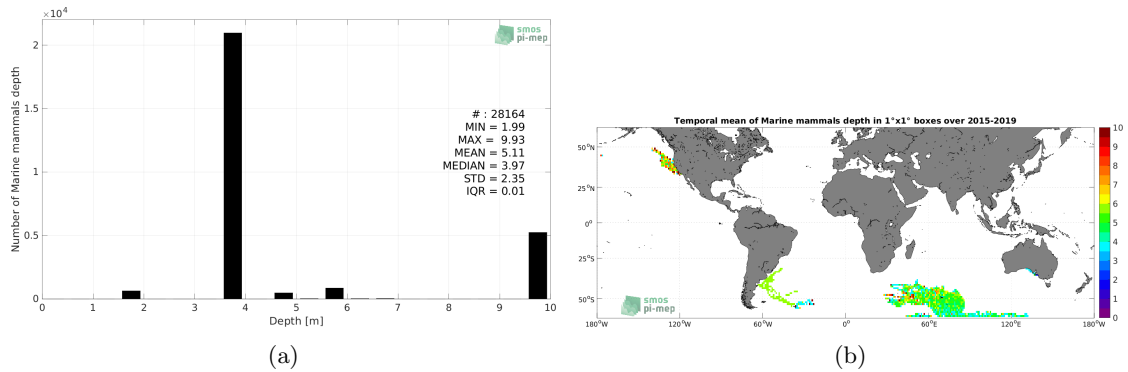 ×10⁴
2
1.5
1
0.5
0
Number of Marine mammals depth
smos
pi-mep
# : 28164
MIN = 1.99
MAX = 9.93
MEAN = 5.11
MEDIAN = 3.97
STD = 2.35
IQR = 0.01
0 1 2 3 4 5 6 7 8 9 10
Depth [m]
(a)
Temporal mean of Marine mammals depth in 1°x1° boxes over 2015-2019
50°N
25°N
0°
25°S
50°S
smos
pi-mep
180°W 120°W 60°W 0° 60°E 120°E 180°W
10
9
8
7
6
5
4
3
2
1
0
(b)